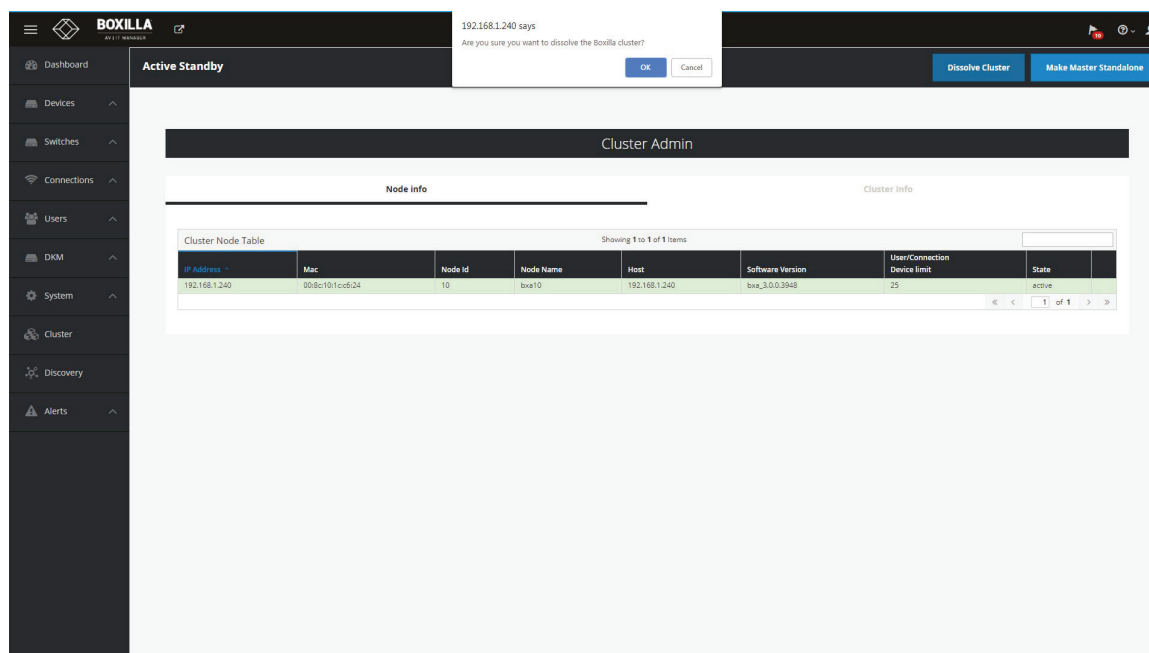 BOXILLA
AV | IT MANAGER
192.168.1.240 says
Are you sure you want to dissolve the Boxilla cluster?
OK
Cancel
10
Dashboard
Devices
Switches
Connections
Users
DKM
System
Cluster
Discovery
Alerts
Active Standby
Dissolve Cluster
Make Master Standalone
Cluster Admin
Node info
Cluster Info
Cluster Node Table
Showing 1 to 1 of 1 Items
IP Address Mac Node Id Node Name Host Software Version User/Connection Device limit State
192.168.1.240 00:8c:10:1c:c6:24 10 bxa10 192.168.1.240 bxa_3.0.0.3948 25 active
« < 1 of 1 > »